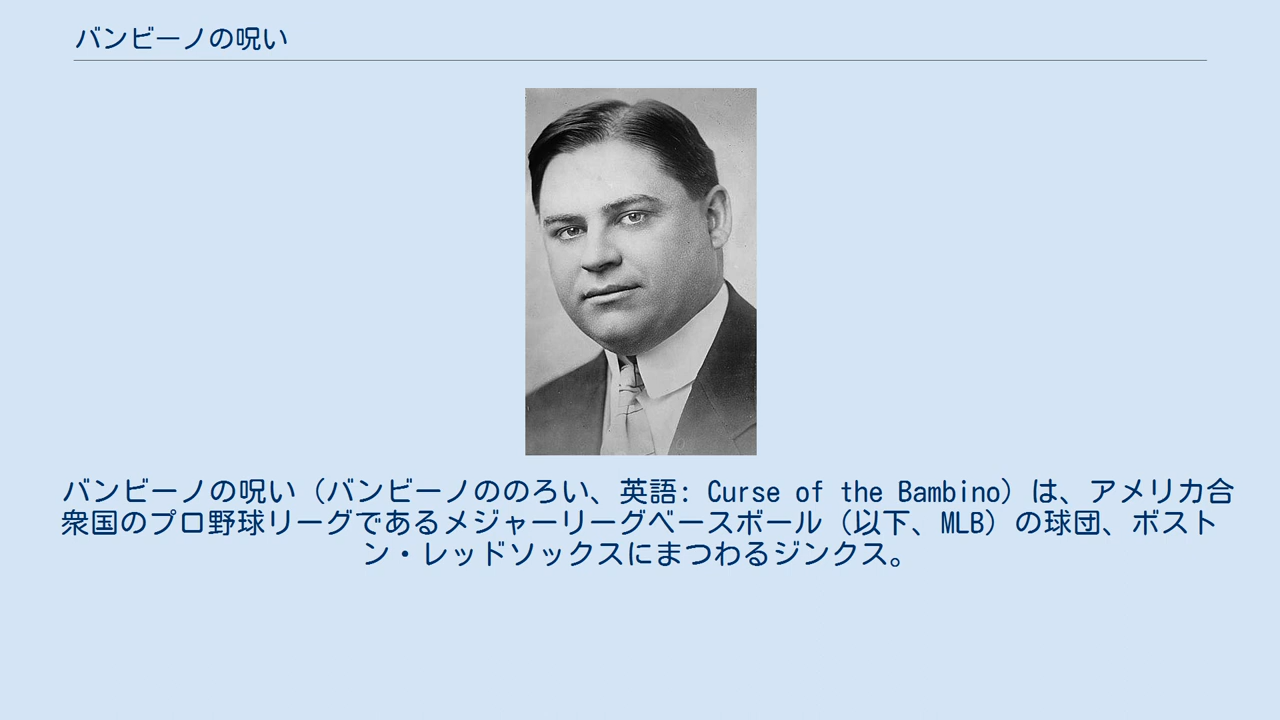 バンビーノの呪い
バンビーノの呪い（バンビーノののろい、英語: Curse of the Bambino）は、アメリカ合
衆国のプロ野球リーグであるメジャーリーグベースボール（以下、MLB）の球団、ボスト
ン・レッドソックスにまつわるジンクス。